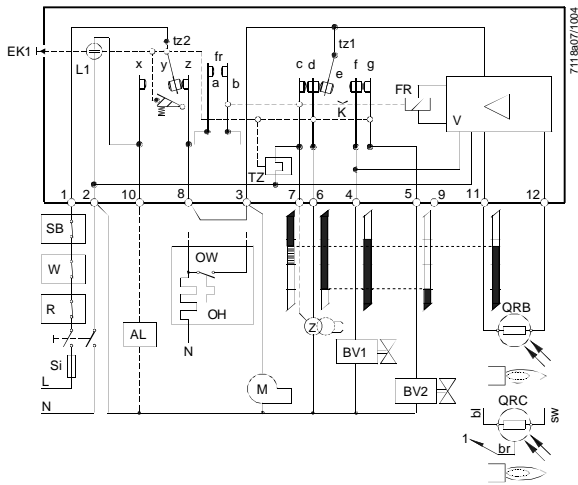 7118a07/1004
EK1
L1
tz2
fr
tz1
x
y
z
a
b
c
d
e
f
g
K
FR
V
TZ
1
2
10
8
3
7
6
4
5
9
11
12
SB
W
R
Si
L
N
AL
OW
OH
N
M
Z
BV1
BV2
QRB
QRC
bl
sw
br
1